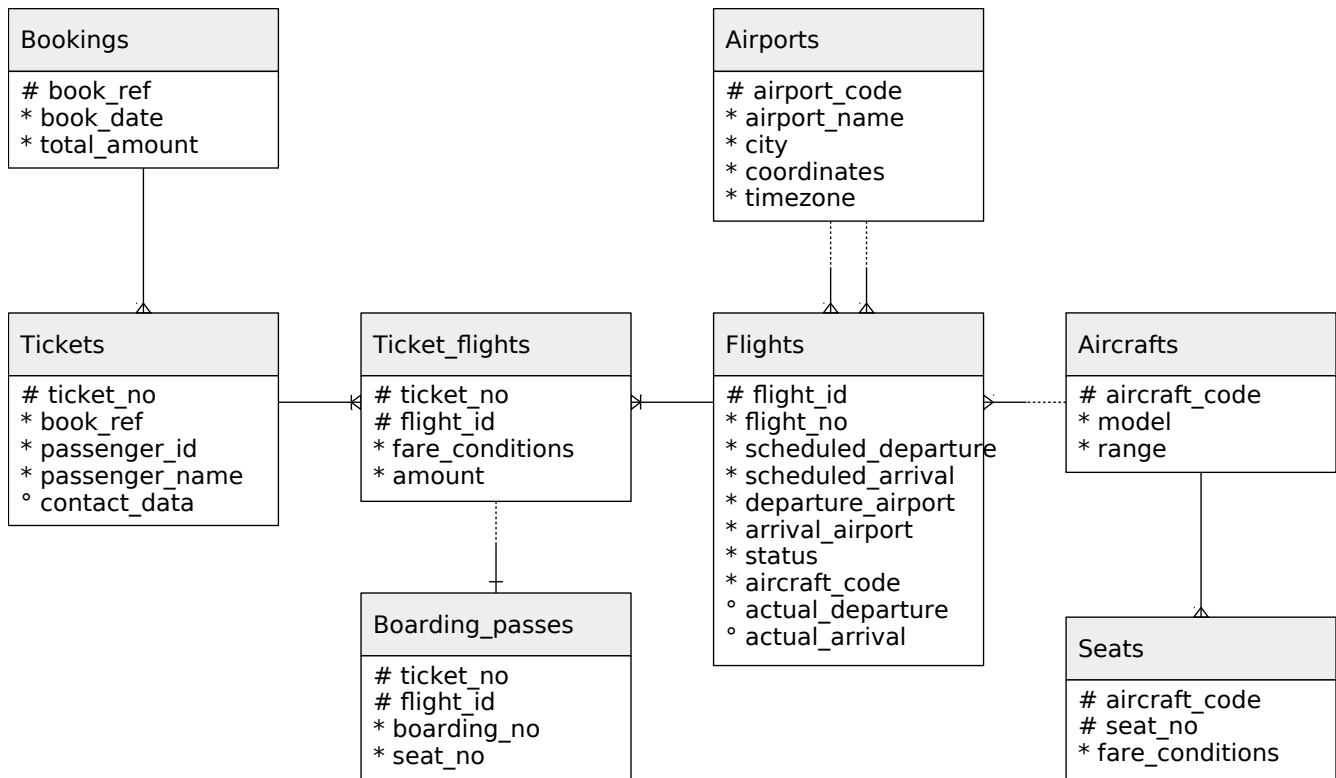 Bookings
# book_ref
* book_date
* total_amount
Airports
# airport_code
* airport_name
* city
* coordinates
* timezone
Tickets
# ticket_no
* book_ref
* passenger_id
* passenger_name
° contact_data
Ticket_flights
# ticket_no
# flight_id
* fare_conditions
* amount
Flights
# flight_id
* flight_no
* scheduled_departure
* scheduled_arrival
* departure_airport
* arrival_airport
* status
* aircraft_code
° actual_departure
° actual_arrival
Aircrafts
# aircraft_code
* model
* range
Boarding_passes
# ticket_no
# flight_id
* boarding_no
* seat_no
Seats
# aircraft_code
# seat_no
* fare_conditions